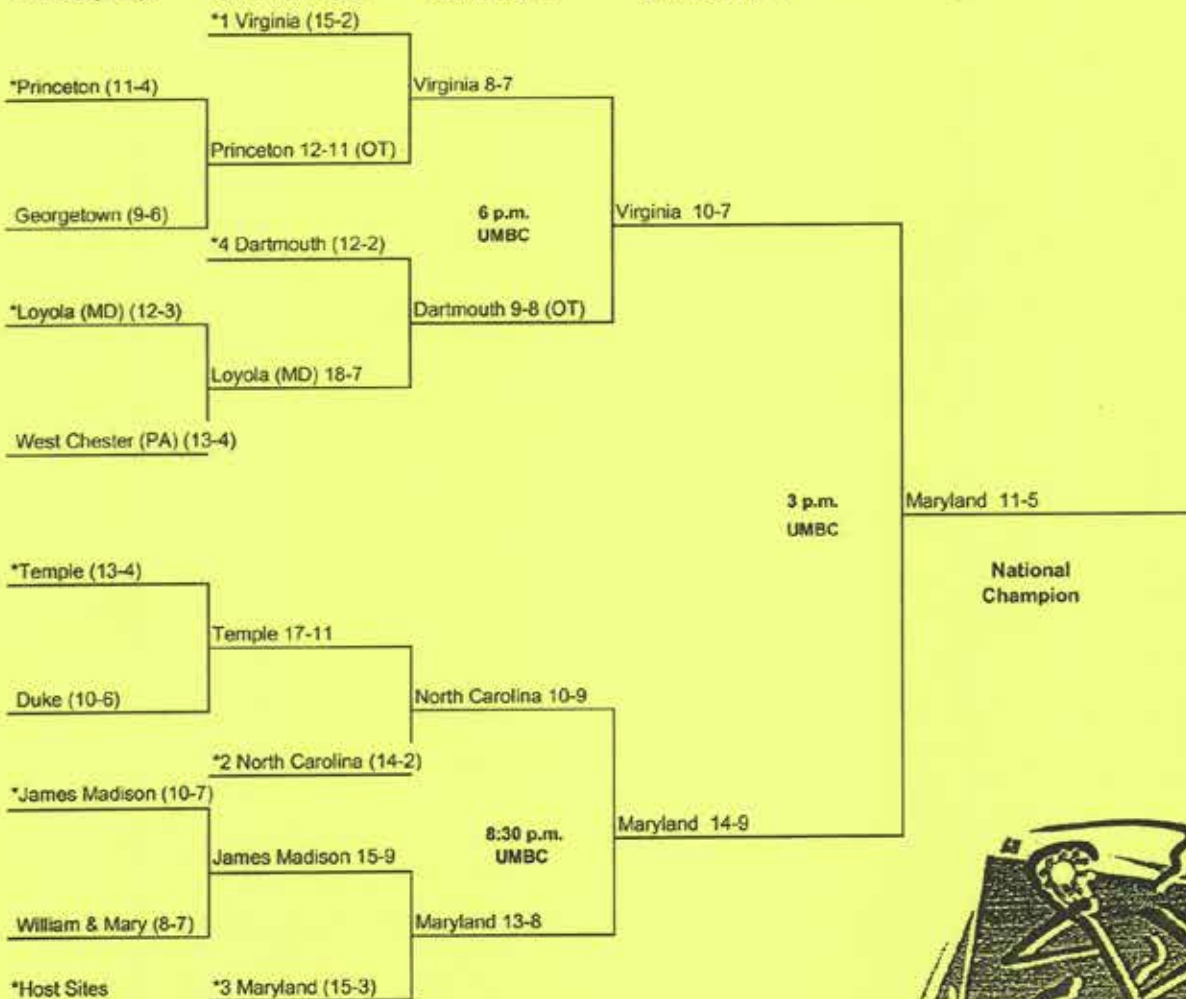 *1 Virginia (15-2)
*Princeton (11-4)
Virginia 8-7
Princeton 12-11 (OT)
Georgetown (9-6)
6 p.m.
UMBC
Virginia 10-7
*4 Dartmouth (12-2)
*Loyola (MD) (12-3)
Dartmouth 9-8 (OT)
Loyola (MD) 18-7
West Chester (PA) (13-4)
3 p.m.
UMBC
Maryland 11-5
National
Champion
*Temple (13-4)
Temple 17-11
Duke (10-6)
North Carolina 10-9
*2 North Carolina (14-2)
*James Madison (10-7)
8:30 p.m.
UMBC
Maryland 14-9
James Madison 15-9
William & Mary (8-7)
Maryland 13-8
*Host Sites
*3 Maryland (15-3)